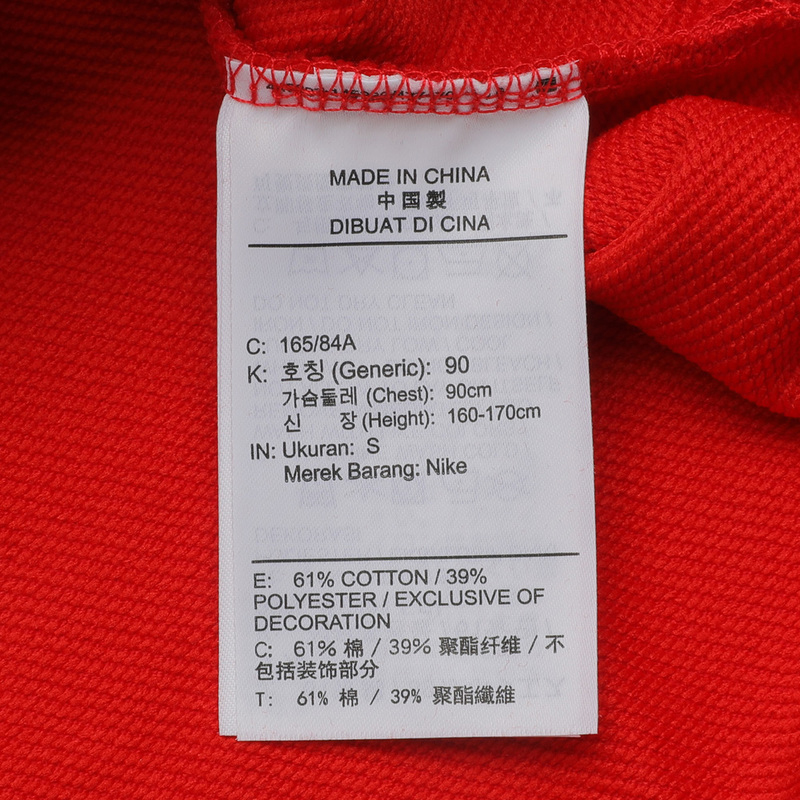 MADE IN CHINA
中国製
DIBUAT DI CINA
C: 165/84A
K: 호칭 (Generic): 90
가슴둘레 (Chest): 90cm
신 장 (Height): 160-170cm
IN: Ukuran: S
Merek Barang: Nike
E: 61% COTTON / 39%
POLYESTER / EXCLUSIVE OF
DECORATION
C: 61% 棉 / 39% 聚酯纤维 / 不
包括装饰部分
T: 61% 棉 / 39% 聚酯纖維